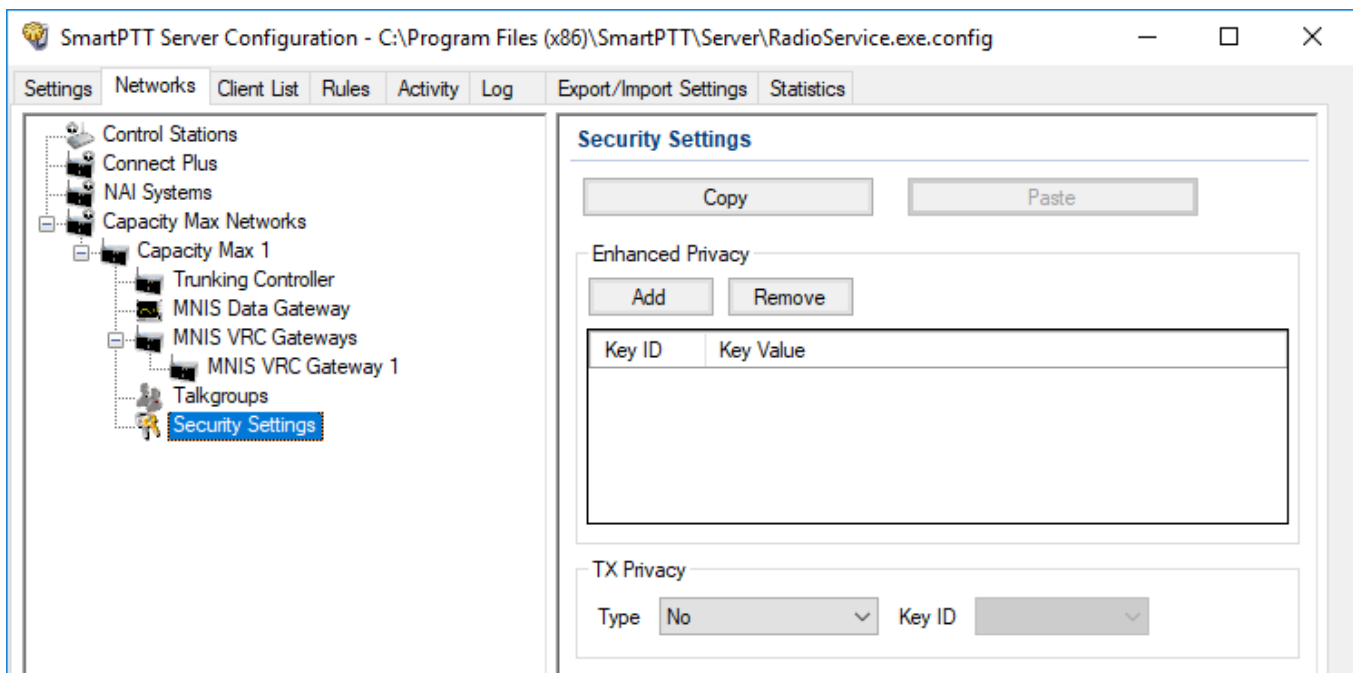 SmartPTT Server Configuration - C:\Program Files (x86)\SmartPTT\Server\RadioService.exe.config
Settings Networks Client List Rules Activity Log Export/Import Settings Statistics
Control Stations
Connect Plus
NAI Systems
Capacity Max Networks
Capacity Max 1
Trunking Controller
MNIS Data Gateway
MNIS VRC Gateways
MNIS VRC Gateway 1
Talkgroups
Security Settings
Security Settings
Copy Paste
Enhanced Privacy
Add Remove
Key ID Key Value
TX Privacy
Type No Key ID